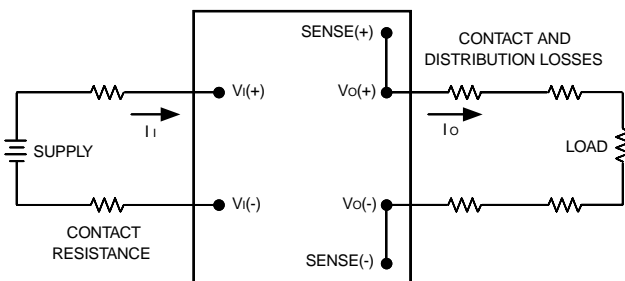 SENSE(+)
CONTACT AND
DISTRIBUTION LOSSES
VI(+)
VO(+)
II
IO
SUPPLY
LOAD
VI(-)
VO(-)
CONTACT
RESISTANCE
SENSE(-)